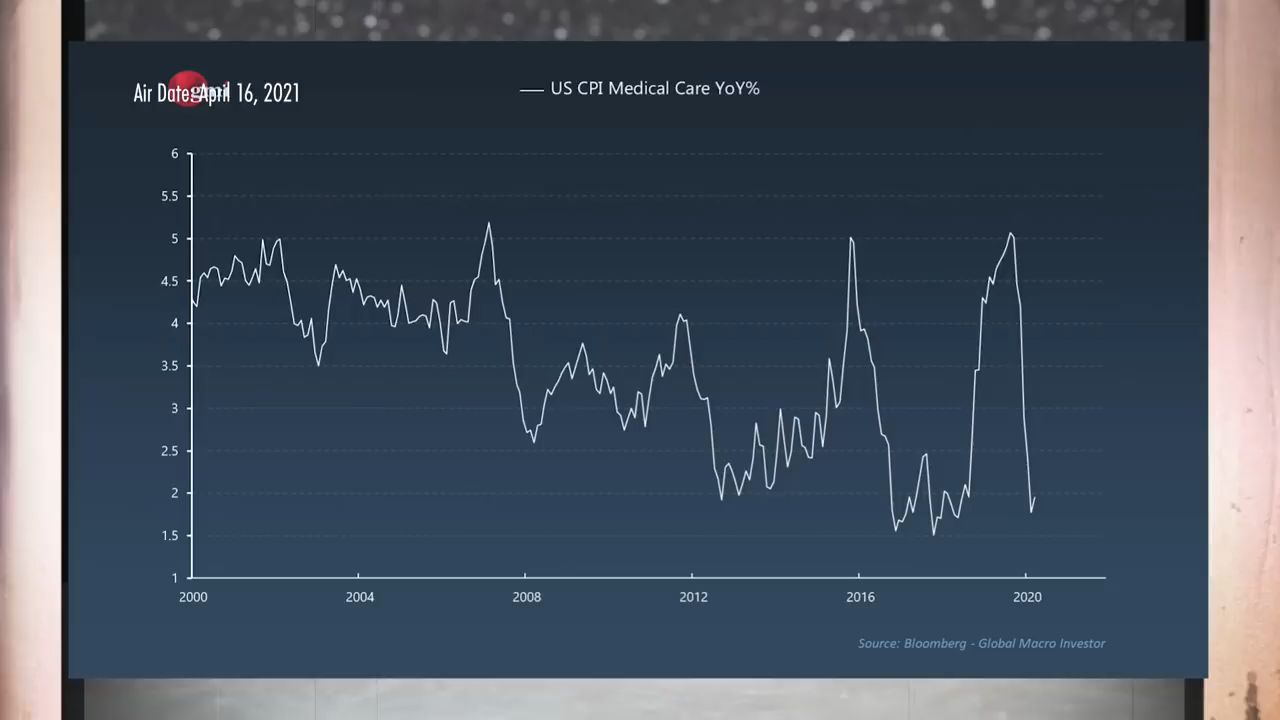 Air Date: April 16, 2021
US CPI Medical Care YoY%
6
5.5
5
4.5
4
3.5
3
2.5
2
1.5
1
2000 2004 2008 2012 2016 2020
Source: Bloomberg - Global Macro Investor